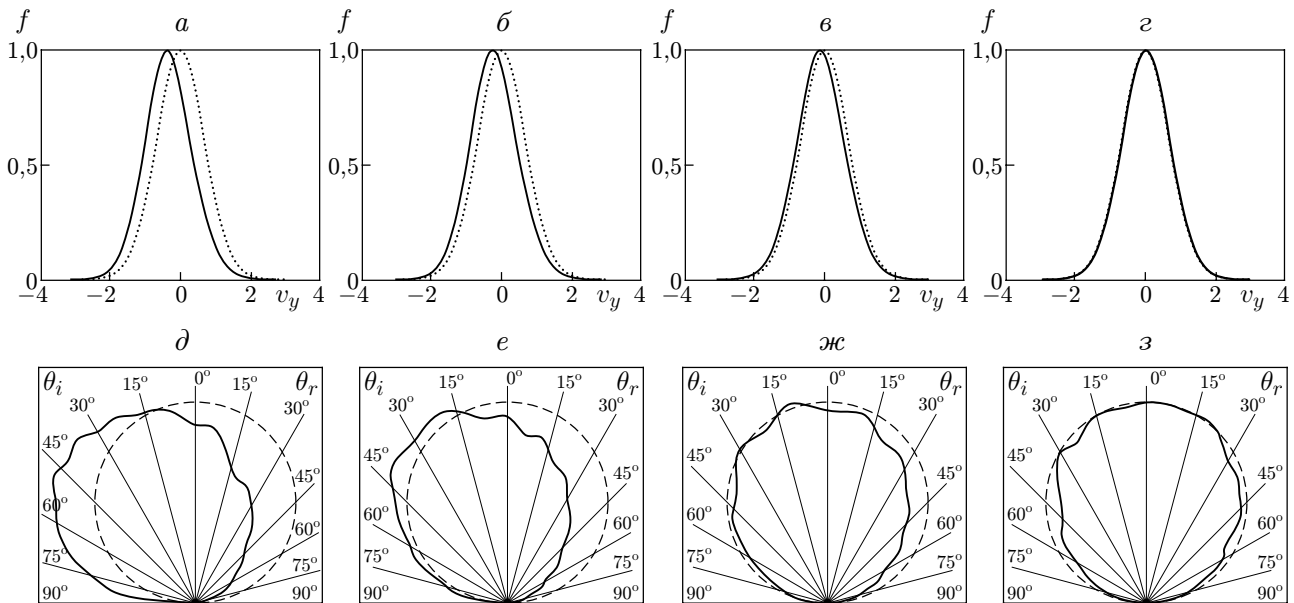 f а f б f в f г
1,0 1,0 1,0 1,0
0,5 0,5 0,5 0,5
0 0 0 0
−4 −2 0 2 v_y 4 −4 −2 0 2 v_y 4 −4 −2 0 2 v_y 4 −4 −2 0 2 v_y 4
д е ж з
θ_i 15° 0° 15° θ_r θ_i 15° 0° 15° θ_r θ_i 15° 0° 15° θ_r θ_i 15° 0° 15° θ_r
30° 30° 30° 30° 30° 30° 30° 30°
45° 45° 45° 45° 45° 45° 45° 45°
60° 60° 60° 60° 60° 60° 60° 60°
75° 75° 75° 75° 75° 75° 75° 75°
90° 90° 90° 90° 90° 90° 90° 90°